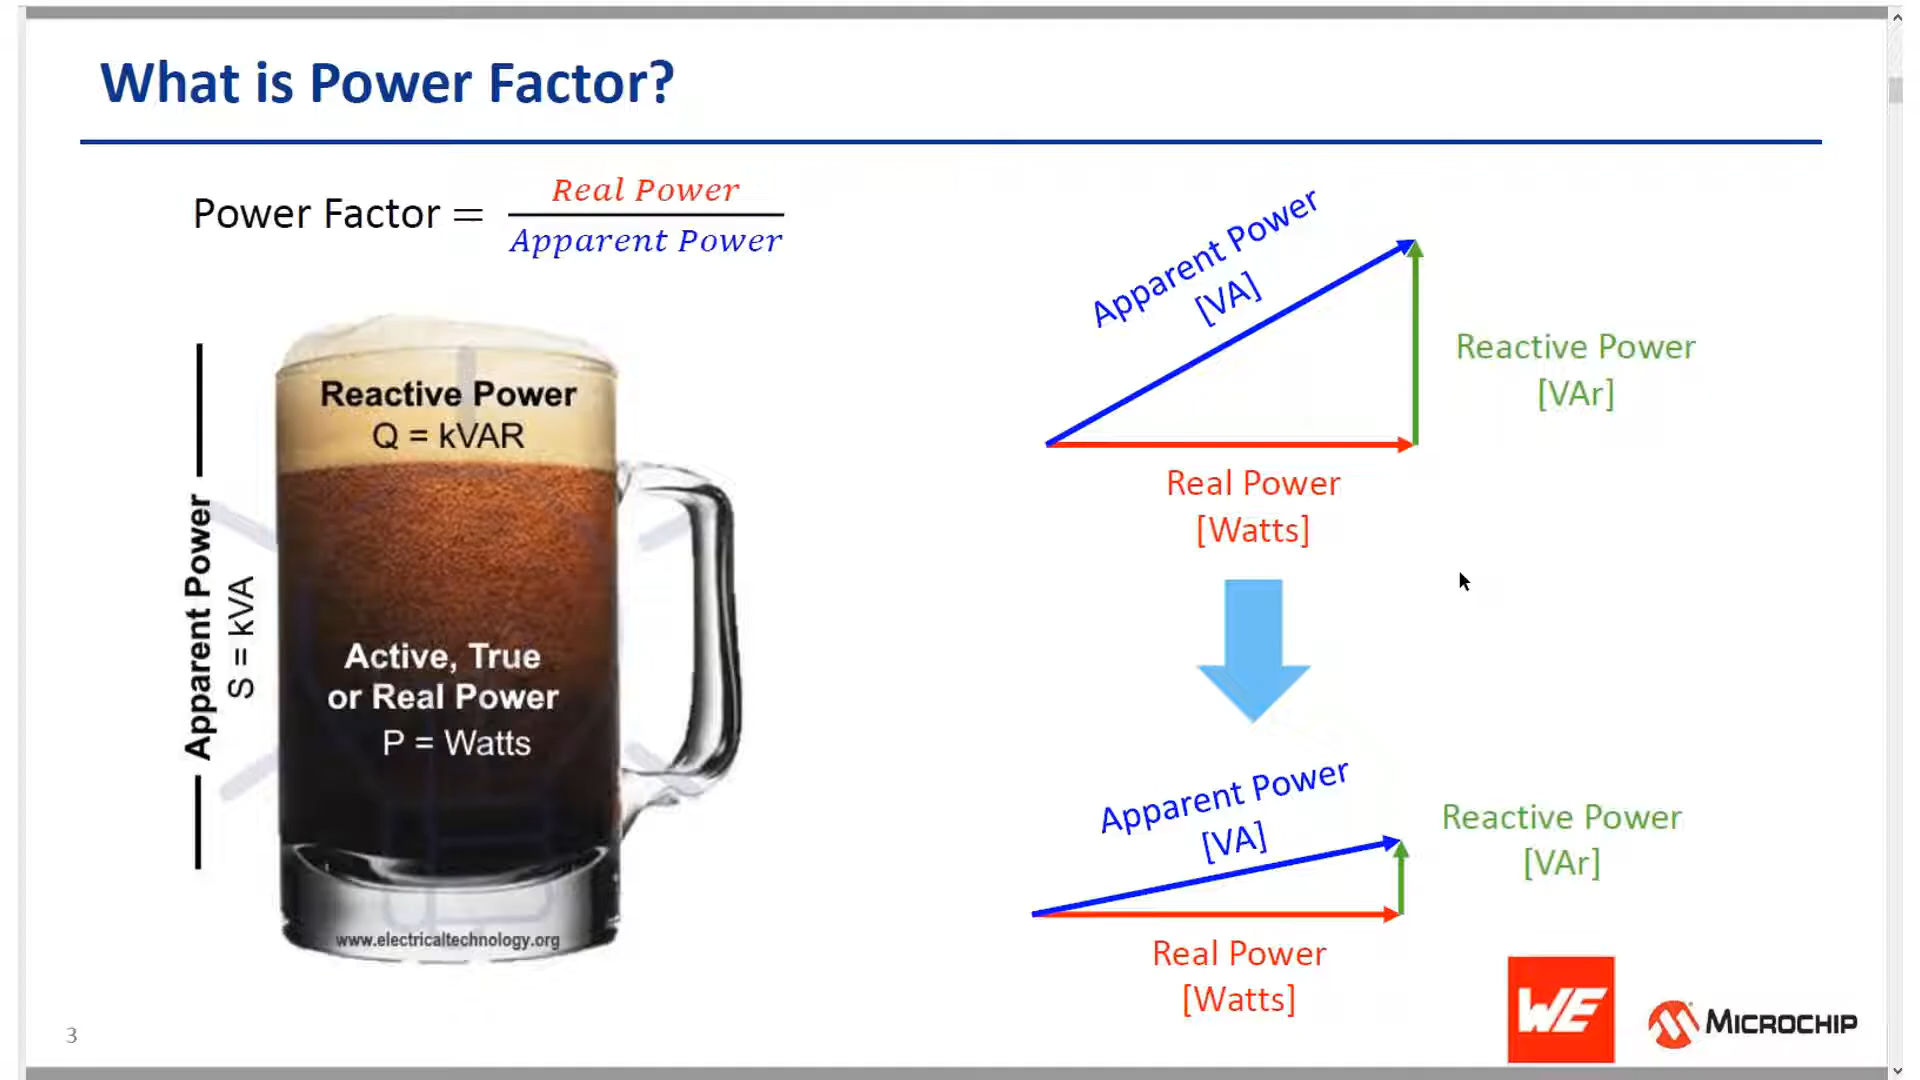 What is Power Factor?
Power Factor = Real Power
Apparent Power
Reactive Power
Q = kVAR
Apparent Power
S = kVA
Active, True
or Real Power
P = Watts
www.electricaltechnology.org
Apparent Power
[VA]
Reactive Power
[VAr]
Real Power
[Watts]
Apparent Power
[VA]
Reactive Power
[VAr]
Real Power
[Watts]
WE
MICROCHIP
3